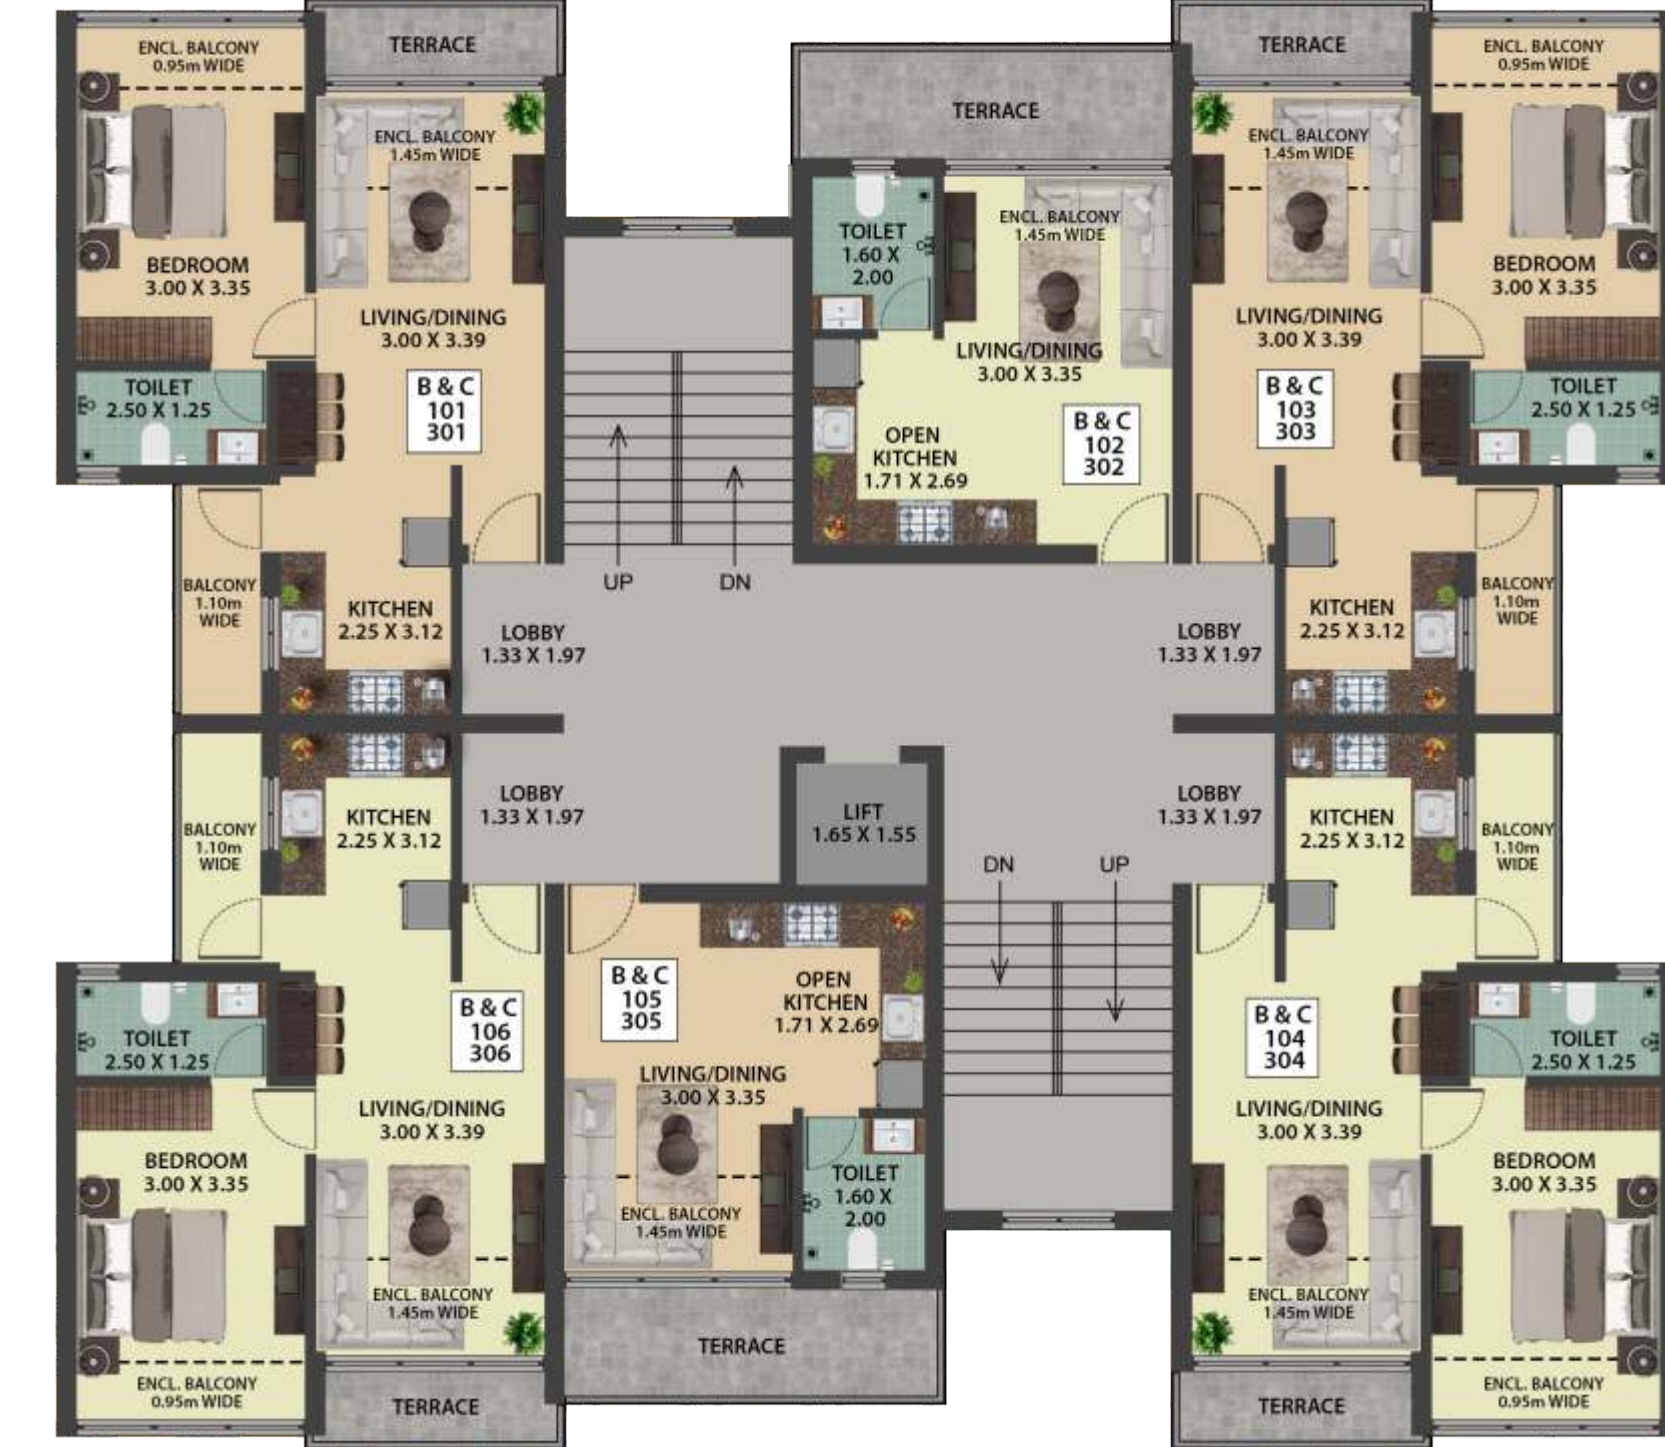 ENCL. BALCONY
0.95m WIDE
TERRACE
ENCL. BALCONY
1.45m WIDE
BEDROOM
3.00 X 3.35
LIVING/DINING
3.00 X 3.39
TOILET
2.50 X 1.25
B & C
101
301
BALCONY
1.10m
WIDE
KITCHEN
2.25 X 3.12
LOBBY
1.33 X 1.97
UP
DN
TERRACE
TOILET
1.60 X
2.00
ENCL. BALCONY
1.45m WIDE
LIVING/DINING
3.00 X 3.35
OPEN
KITCHEN
1.71 X 2.69
B & C
102
302
TERRACE
ENCL. BALCONY
0.95m WIDE
ENCL. BALCONY
1.45m WIDE
BEDROOM
3.00 X 3.35
LIVING/DINING
3.00 X 3.39
B & C
103
303
TOILET
2.50 X 1.25
LOBBY
1.33 X 1.97
KITCHEN
2.25 X 3.12
BALCONY
1.10m
WIDE
BALCONY
1.10m
WIDE
KITCHEN
2.25 X 3.12
LOBBY
1.33 X 1.97
TOILET
2.50 X 1.25
B & C
106
306
LIVING/DINING
3.00 X 3.39
BEDROOM
3.00 X 3.35
ENCL. BALCONY
1.45m WIDE
ENCL. BALCONY
0.95m WIDE
TERRACE
LIFT
1.65 X 1.55
B & C
105
305
OPEN
KITCHEN
1.71 X 2.69
LIVING/DINING
3.00 X 3.35
TOILET
1.60 X
2.00
ENCL. BALCONY
1.45m WIDE
TERRACE
DN
UP
LOBBY
1.33 X 1.97
KITCHEN
2.25 X 3.12
BALCONY
1.10m
WIDE
B & C
104
304
TOILET
2.50 X 1.25
LIVING/DINING
3.00 X 3.39
BEDROOM
3.00 X 3.35
ENCL. BALCONY
1.45m WIDE
ENCL. BALCONY
0.95m WIDE
TERRACE